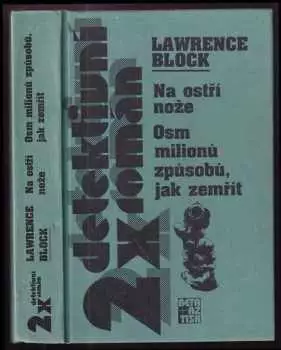 2x detektivní
román
LAWRENCE
BLOCK
Na ostří
nože
Osm
milionů
způsobů,
jak zemřít
2x
detektivní
román
LAWRENCE
BLOCK
Na ostří
nože
Osm milionů způsobů,
jak zemřít